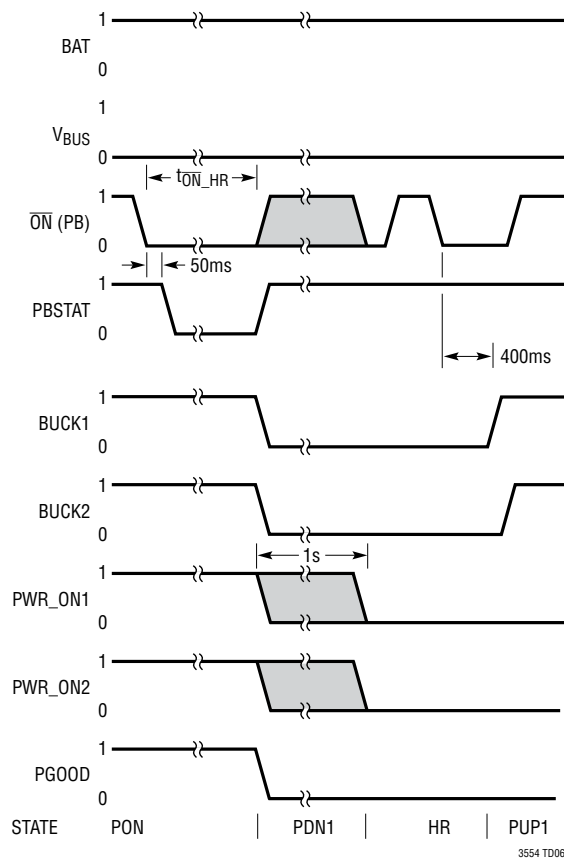 1
BAT
0
1
VBUS
0
tON_HR
1
ON (PB)
0
50ms
1
PBSTAT
0
400ms
1
BUCK1
0
1
BUCK2
0
1s
1
PWR_ON1
0
1
PWR_ON2
0
1
PGOOD
0
STATE PON PDN1 HR PUP1
3554 TD06